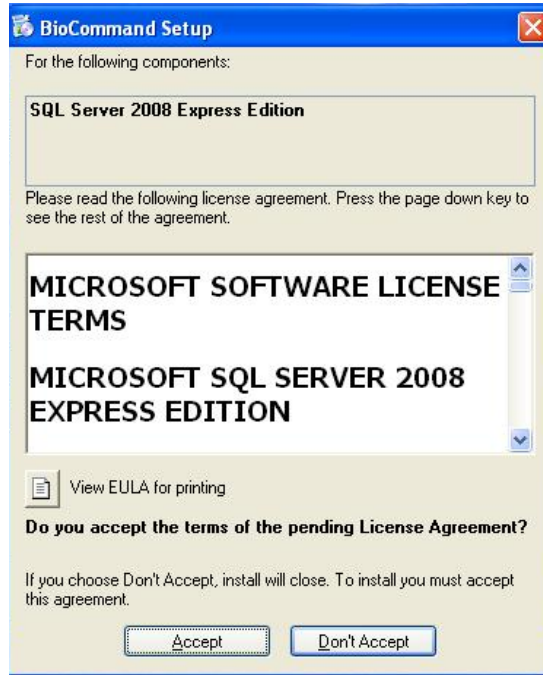 BioCommand Setup
For the following components:
SQL Server 2008 Express Edition
Please read the following license agreement. Press the page down key to
see the rest of the agreement.
MICROSOFT SOFTWARE LICENSE
TERMS
MICROSOFT SQL SERVER 2008
EXPRESS EDITION
View EULA for printing
Do you accept the terms of the pending License Agreement?
If you choose Don't Accept, install will close. To install you must accept
this agreement.
Accept Don't Accept